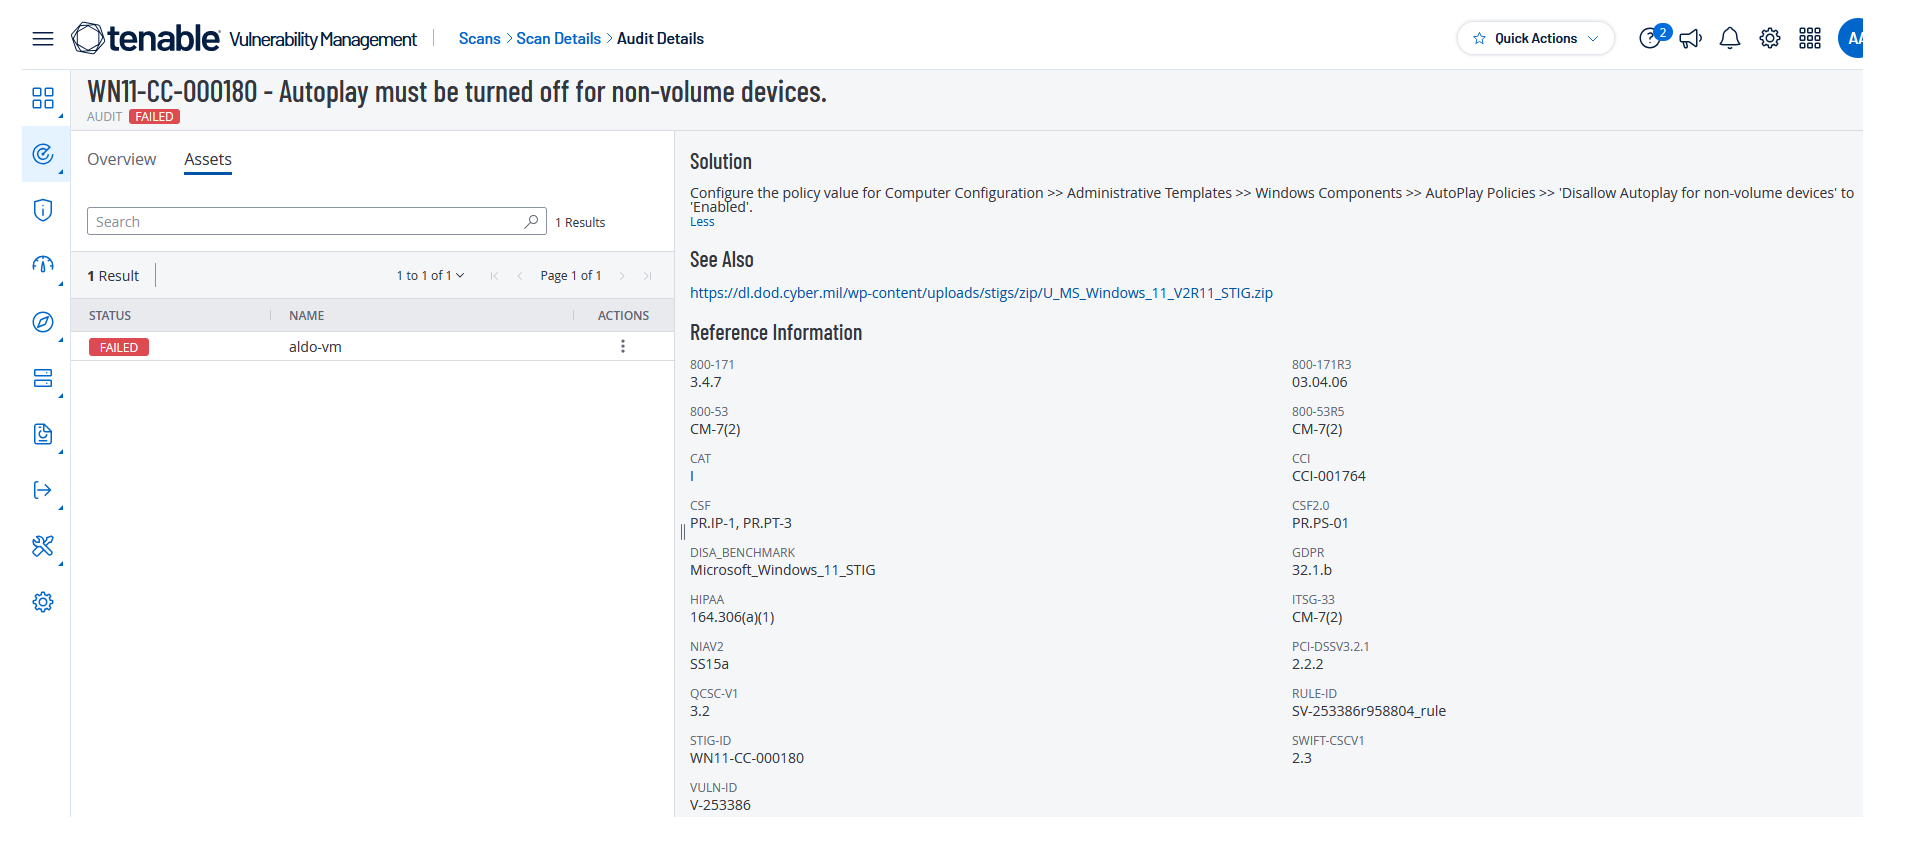 tenable Vulnerability Management
Scans > Scan Details > Audit Details
Quick Actions
2
AA
WN11-CC-000180 - Autoplay must be turned off for non-volume devices.
AUDIT FAILED
Overview Assets
Search
1 Results
1 Result
1 to 1 of 1
Page 1 of 1
STATUS NAME ACTIONS
FAILED aldo-vm
Solution
Configure the policy value for Computer Configuration >> Administrative Templates >> Windows Components >> AutoPlay Policies >> 'Disallow Autoplay for non-volume devices' to
'Enabled'.
Less
See Also
https://dl.dod.cyber.mil/wp-content/uploads/stigs/zip/U_MS_Windows_11_V2R11_STIG.zip
Reference Information
800-171 800-171R3
3.4.7 03.04.06
800-53 800-53R5
CM-7(2) CM-7(2)
CAT CCI
I CCI-001764
CSF CSF2.0
PR.IP-1, PR.PT-3 PR.PS-01
DISA_BENCHMARK GDPR
Microsoft_Windows_11_STIG 32.1.b
HIPAA ITSG-33
164.306(a)(1) CM-7(2)
NIAV2 PCI-DSSV3.2.1
SS15a 2.2.2
QCSC-V1 RULE-ID
3.2 SV-253386r958804_rule
STIG-ID SWIFT-CSCV1
WN11-CC-000180 2.3
VULN-ID
V-253386